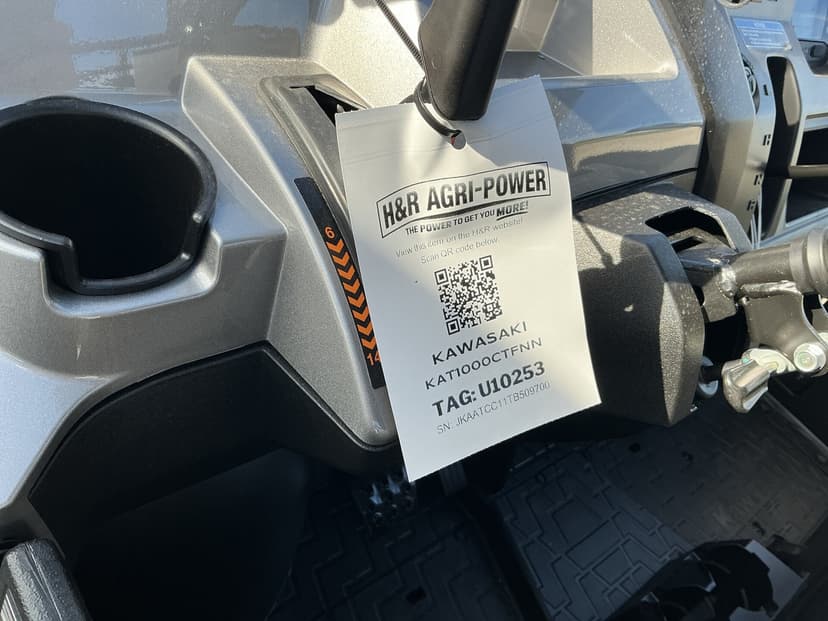 H&R AGRI-POWER
THE POWER TO GET YOU MORE!
View this item on the H&R website!
Scan QR code below.
KAWASAKI
KAT1000CTFNN
TAG: U10253
SN: JKAATCC11TB509700
6
14